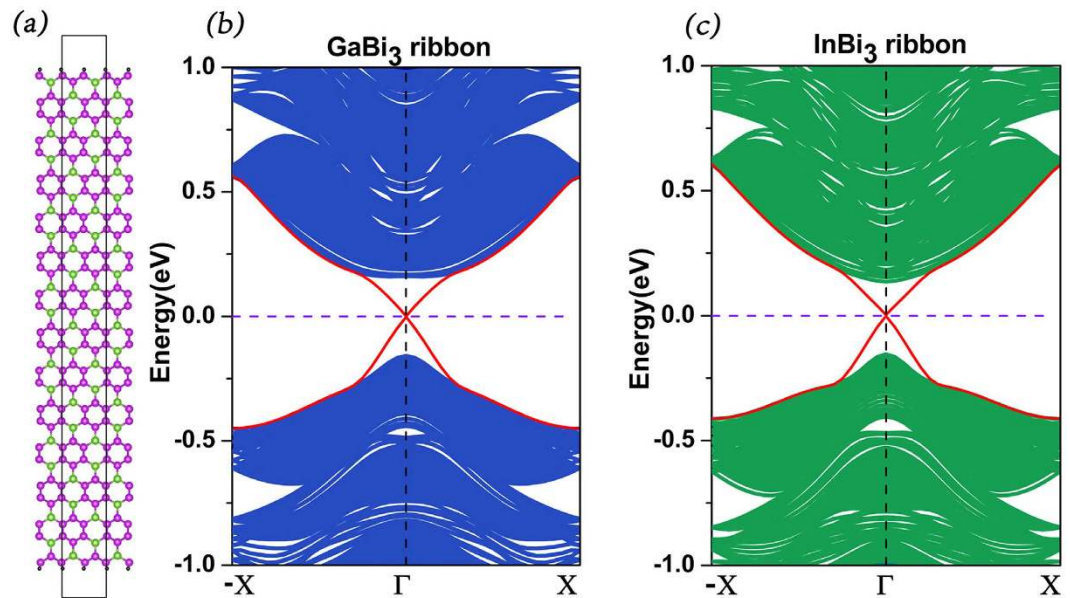 (a)
(b)
GaBi3 ribbon
Energy(eV)
1.0
0.5
0.0
-0.5
-1.0
-X
Γ
X
(c)
InBi3 ribbon
Energy(eV)
1.0
0.5
0.0
-0.5
-1.0
-X
Γ
X